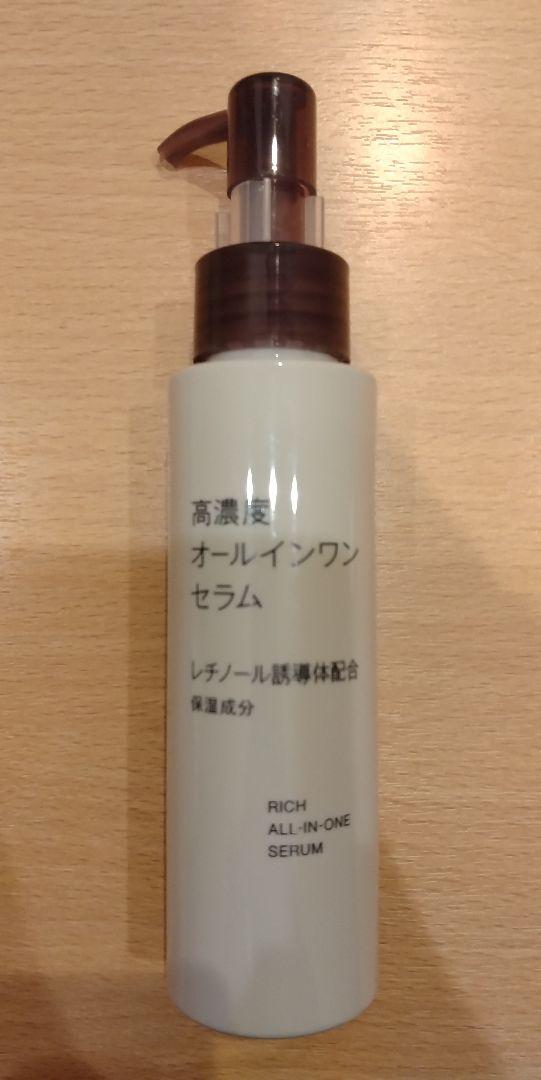 高濃度
オールインワン
セラム
レチノール誘導体配合
保湿成分
RICH
ALL-IN-ONE
SERUM